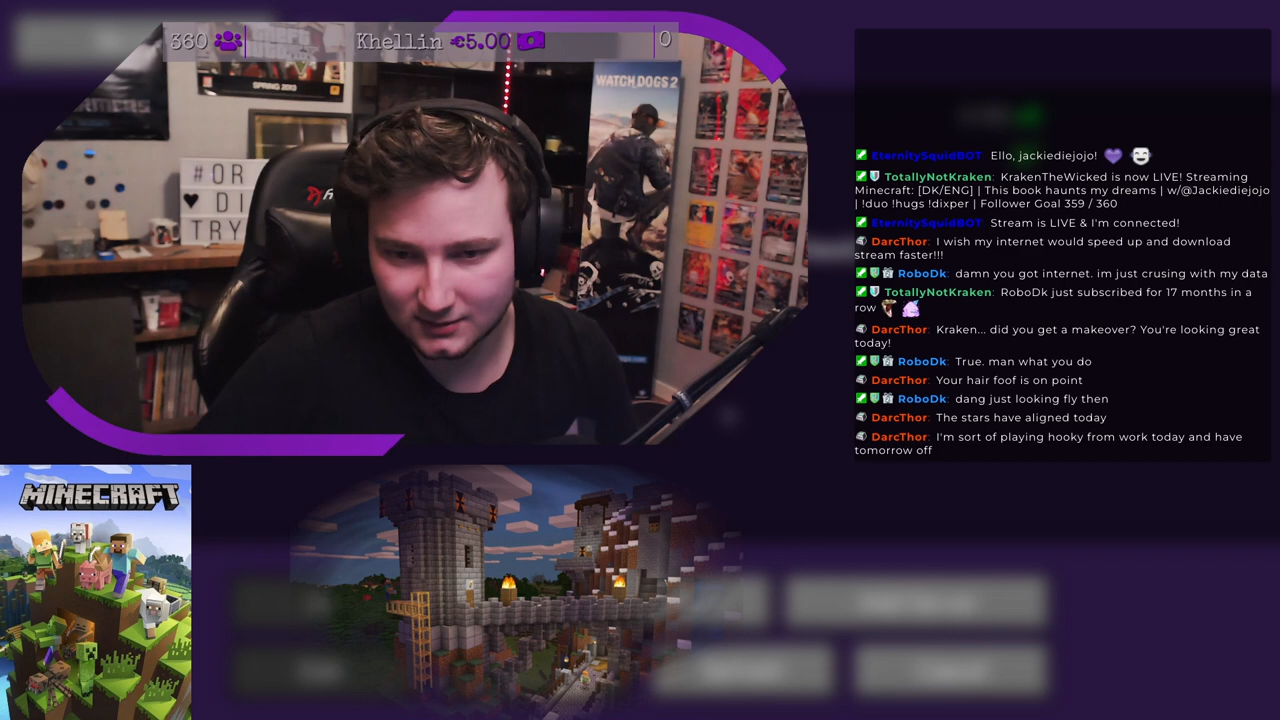 360
Khellin €5.00
0
SPRING 2013
WATCH_DOGS 2
#OR
♥ DI
TRY
EternitySquidBOT Ello, jackiediejojo!
TotallyNotKraken: KrakenTheWicked is now LIVE! Streaming
Minecraft: [DK/ENG] | This book haunts my dreams | w/@Jackiediejojo
| !duo !hugs !dixper | Follower Goal 359 / 360
EternitySquidBOT Stream is LIVE & I'm connected!
DarcThor: I wish my internet would speed up and download
stream faster!!!
RoboDk: damn you got internet. im just crusing with my data
TotallyNotKraken: RoboDk just subscribed for 17 months in a
row
DarcThor: Kraken... did you get a makeover? You're looking great
today!
RoboDk: True. man what you do
DarcThor: Your hair foof is on point
RoboDk: dang just looking fly then
DarcThor: The stars have aligned today
DarcThor: I'm sort of playing hooky from work today and have
tomorrow off
MINECRAFT